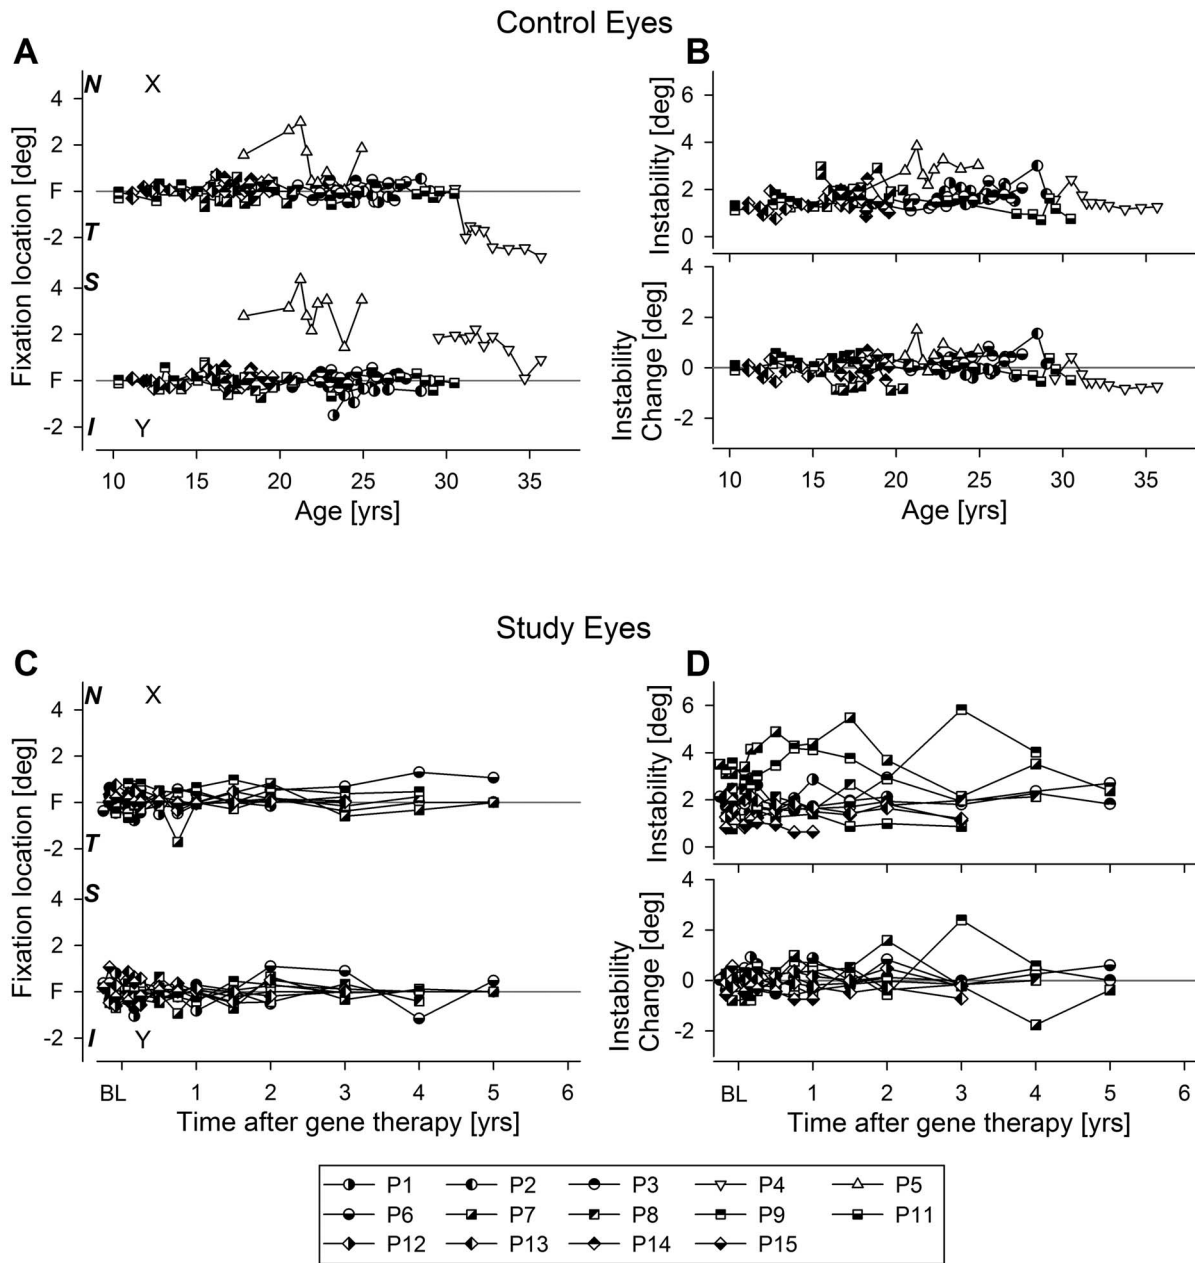 Control Eyes
A
B
Fixation location [deg]
N
X
4
2
F
T
-2
S
4
2
F
-2
I
Y
10 15 20 25 30 35
Age [yrs]
Instability [deg]
6
4
2
0
Instability
Change [deg]
4
2
0
-2
10 15 20 25 30 35
Age [yrs]
Study Eyes
C
D
Fixation location [deg]
N
X
4
2
F
T
-2
S
4
2
F
-2
I
Y
BL 1 2 3 4 5 6
Time after gene therapy [yrs]
Instability [deg]
6
4
2
0
Instability
Change [deg]
4
2
0
-2
BL 1 2 3 4 5 6
Time after gene therapy [yrs]
P1 P2 P3 P4 P5
P6 P7 P8 P9 P11
P12 P13 P14 P15